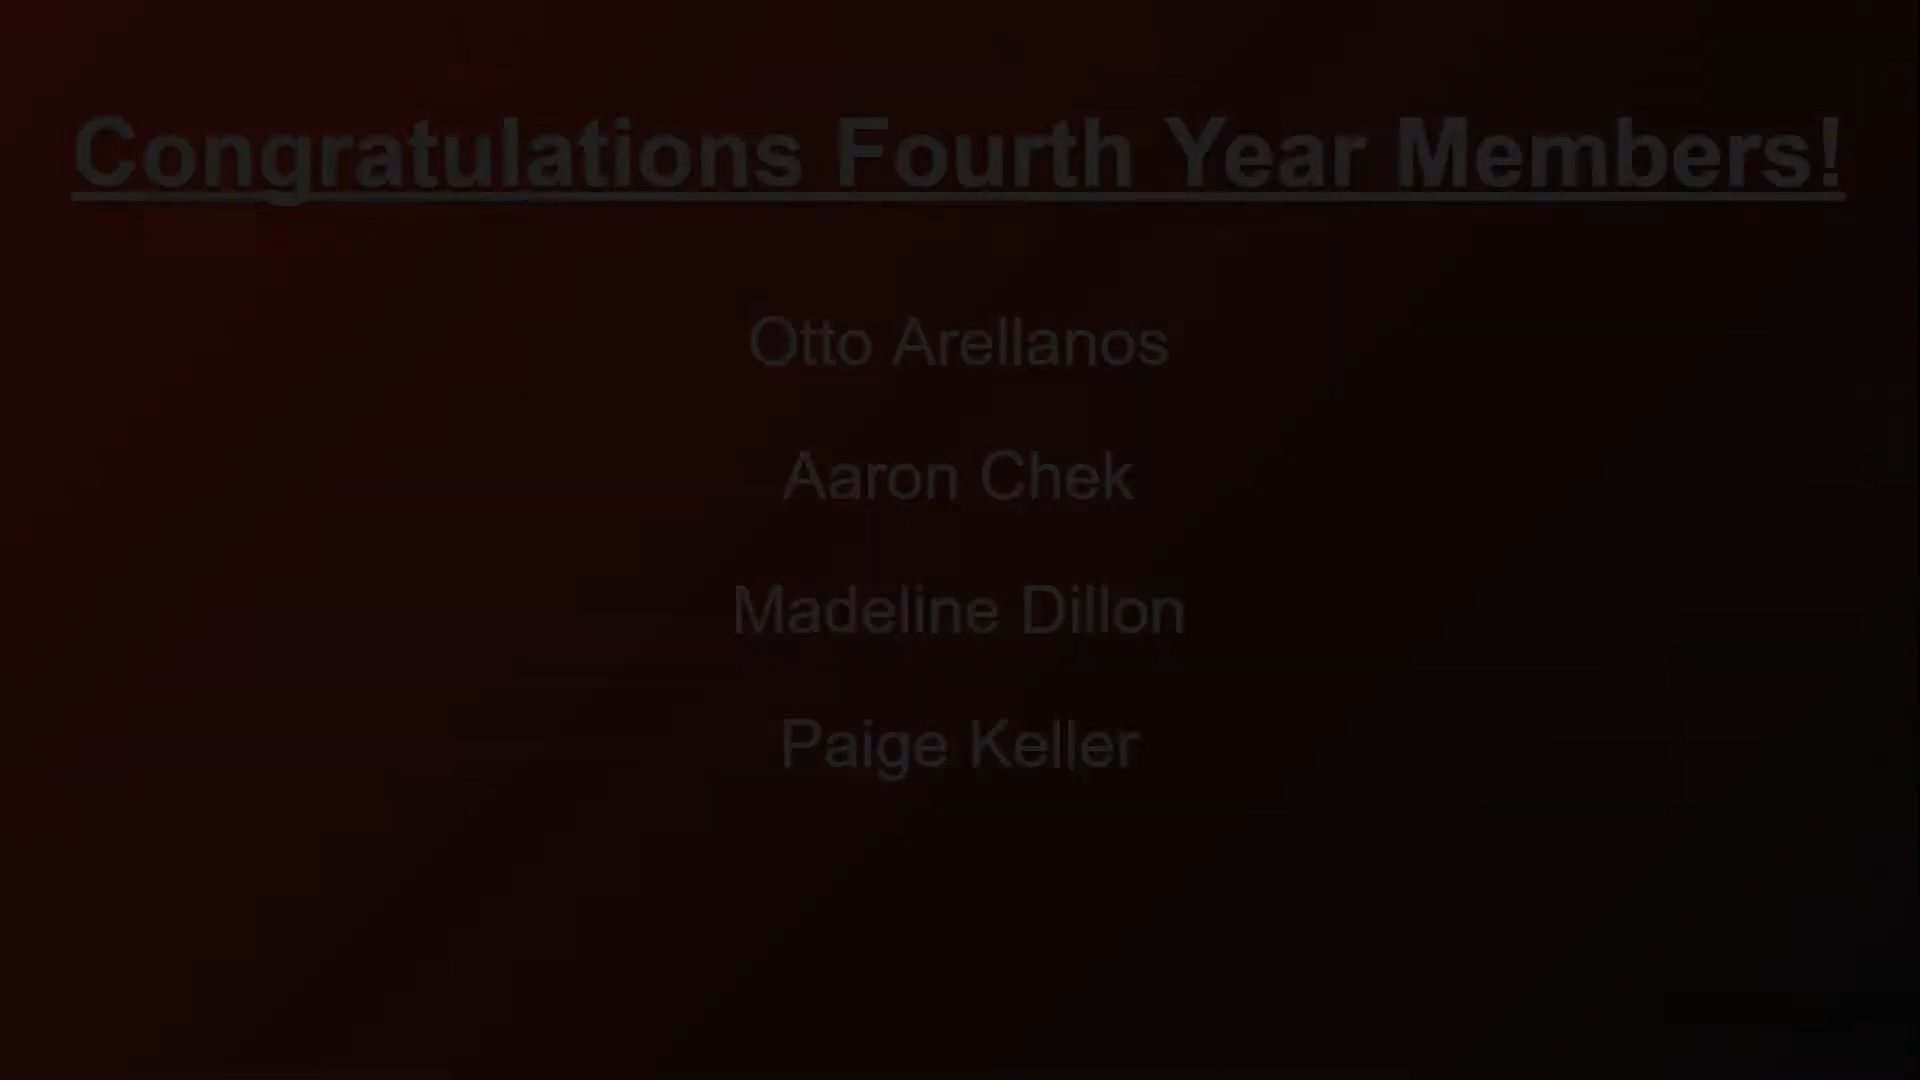 Congratulations Fourth Year Members!
Otto Arellanos
Aaron Chek
Madeline Dillon
Paige Keller